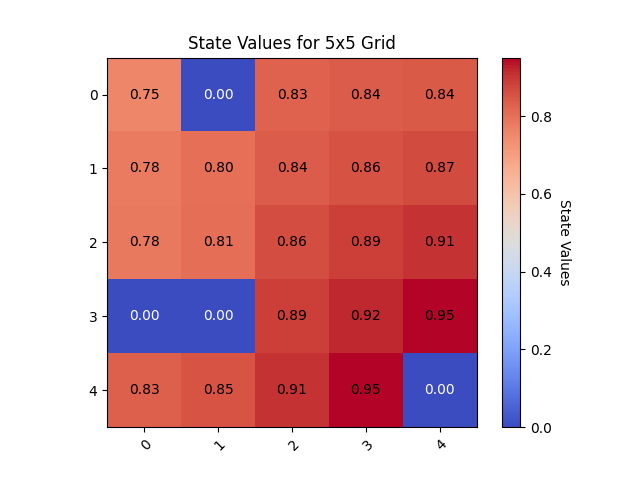 State Values for 5x5 Grid
0 0.75 0.00 0.83 0.84 0.84
1 0.78 0.80 0.84 0.86 0.87
2 0.78 0.81 0.86 0.89 0.91
3 0.00 0.00 0.89 0.92 0.95
4 0.83 0.85 0.91 0.95 0.00
0 1 2 3 4
0.8
0.6
0.4
0.2
0.0
State Values